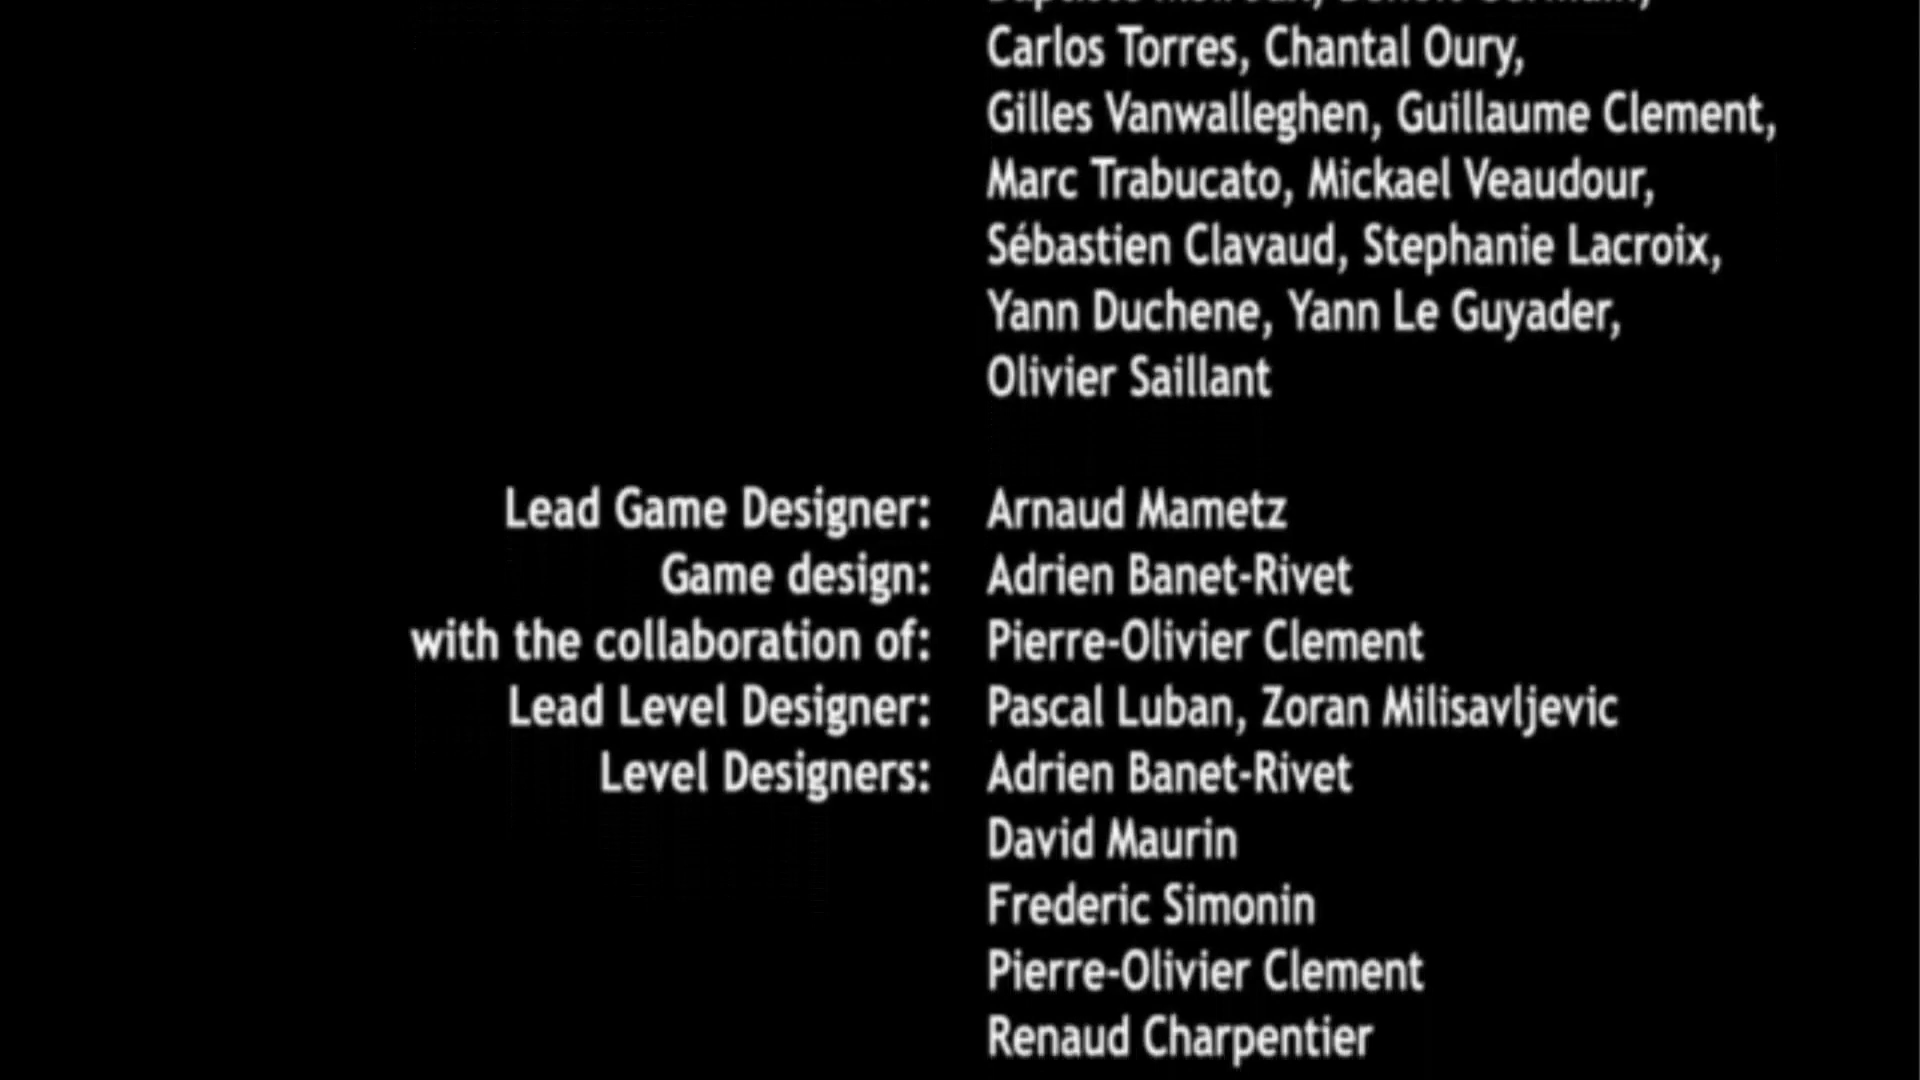 Carlos Torres, Chantal Oury,
Gilles Vanwalleghen, Guillaume Clement,
Marc Trabucato, Mickael Veaudour,
Sébastien Clavaud, Stephanie Lacroix,
Yann Duchene, Yann Le Guyader,
Olivier Saillant
Lead Game Designer: Arnaud Mametz
Game design: Adrien Banet-Rivet
with the collaboration of: Pierre-Olivier Clement
Lead Level Designer: Pascal Luban, Zoran Milisavljevic
Level Designers: Adrien Banet-Rivet
David Maurin
Frederic Simonin
Pierre-Olivier Clement
Renaud Charpentier